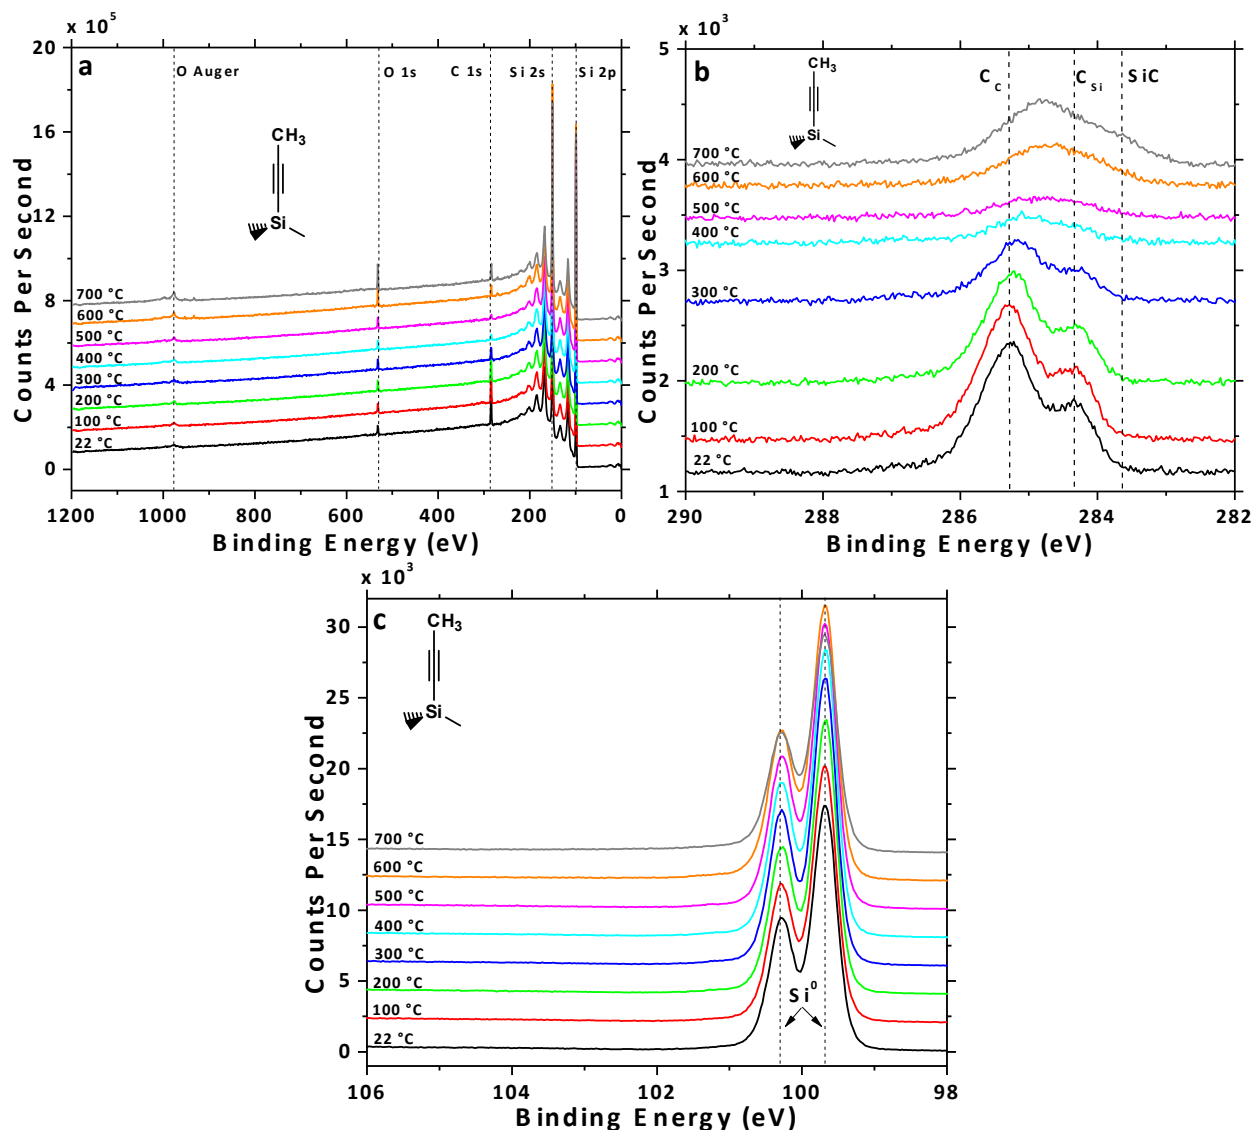 x 10⁵
20
16
12
8
4
0
Counts Per Second
a
O Auger
O 1s
C 1s
Si 2s
Si 2p
CH₃
Si
700 °C
600 °C
500 °C
400 °C
300 °C
200 °C
100 °C
22 °C
1200 1000 800 600 400 200 0
Binding Energy (eV)
x 10³
5
4
3
2
1
Counts Per Second
b
CH₃
Si
C_C
C_Si
SiC
700 °C
600 °C
500 °C
400 °C
300 °C
200 °C
100 °C
22 °C
290 288 286 284 282
Binding Energy (eV)
x 10³
30
25
20
15
10
5
0
Counts Per Second
c
CH₃
Si
700 °C
600 °C
500 °C
400 °C
300 °C
200 °C
100 °C
22 °C
Si⁰
106 104 102 100 98
Binding Energy (eV)